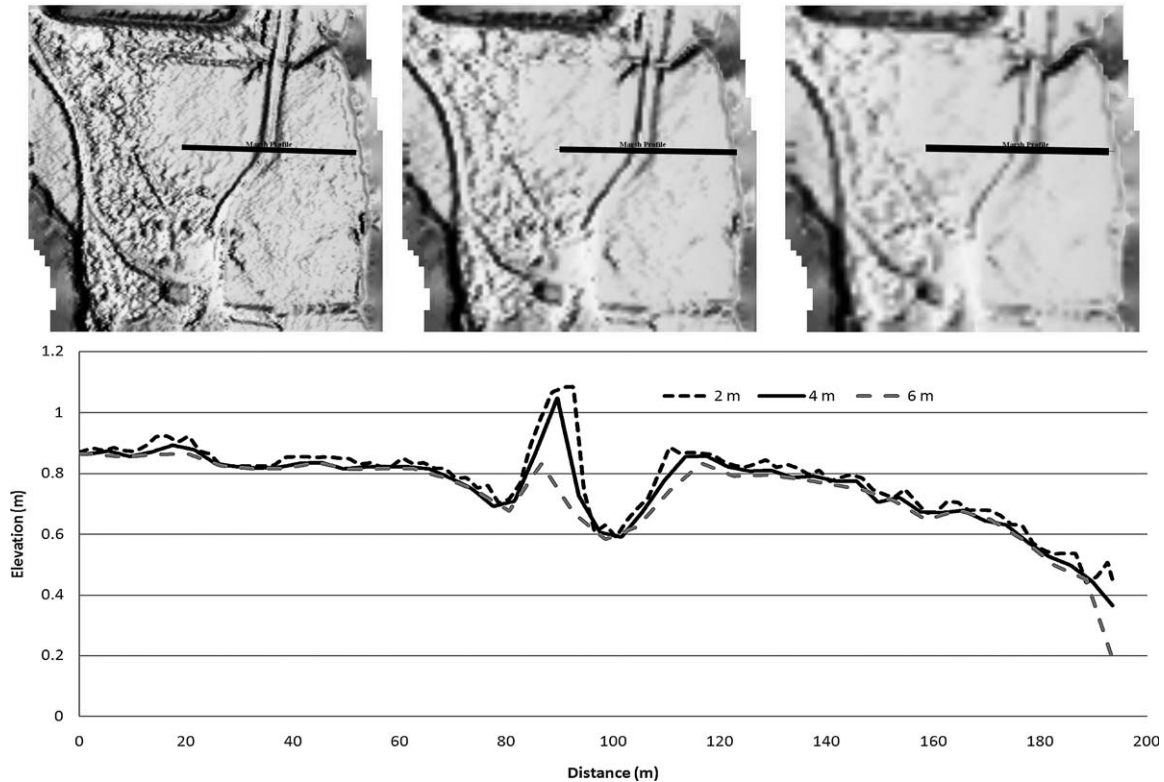 Marsh Profile
Marsh Profile
Marsh Profile
1.2
1
0.8
0.6
0.4
0.2
0
Elevation (m)
2 m 4 m 6 m
0 20 40 60 80 100 120 140 160 180 200
Distance (m)